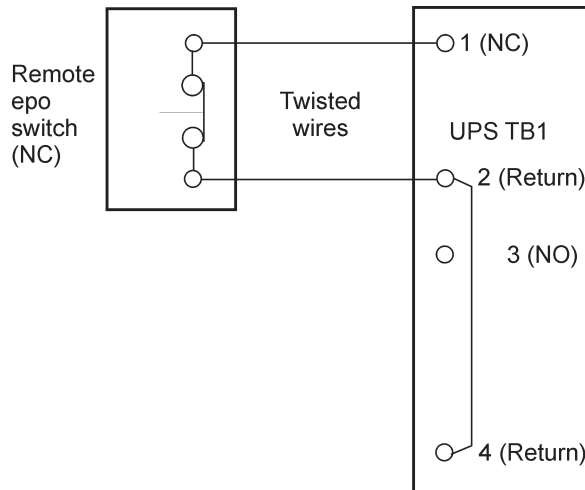 Remote
epo
switch
(NC)
Twisted
wires
1 (NC)
UPS TB1
2 (Return)
3 (NO)
4 (Return)